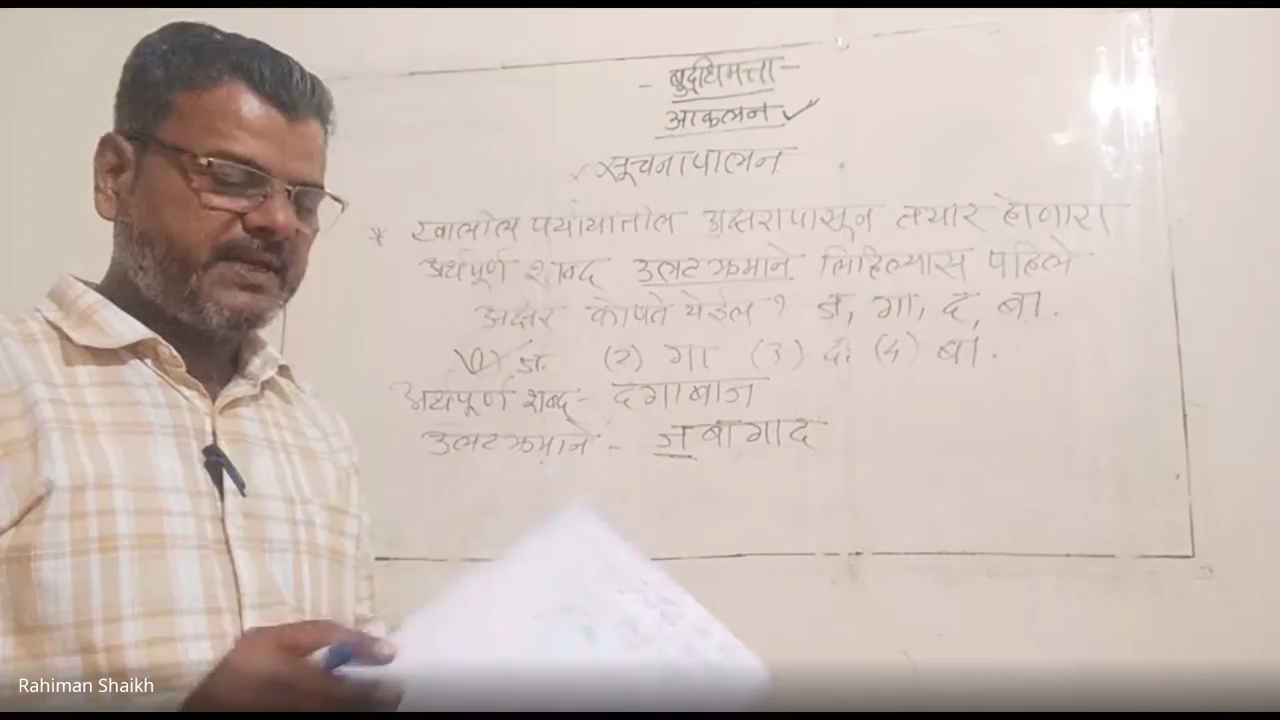 - बुद्धिमत्ता -
आकलन ✓
सूचनापालन
* खालील पर्यायातील अक्षरापासून तयार होणारा
अर्थपूर्ण शब्द उलटक्रमाने लिहिल्यास पहिले
अक्षर कोणते येईल ? ज, गा, द, बा.
(1) ज. (2) गा (3) द (4) बा.
अर्थपूर्ण शब्द - दगाबाज
उलटक्रमाने - जबागाद
Rahiman Shaikh